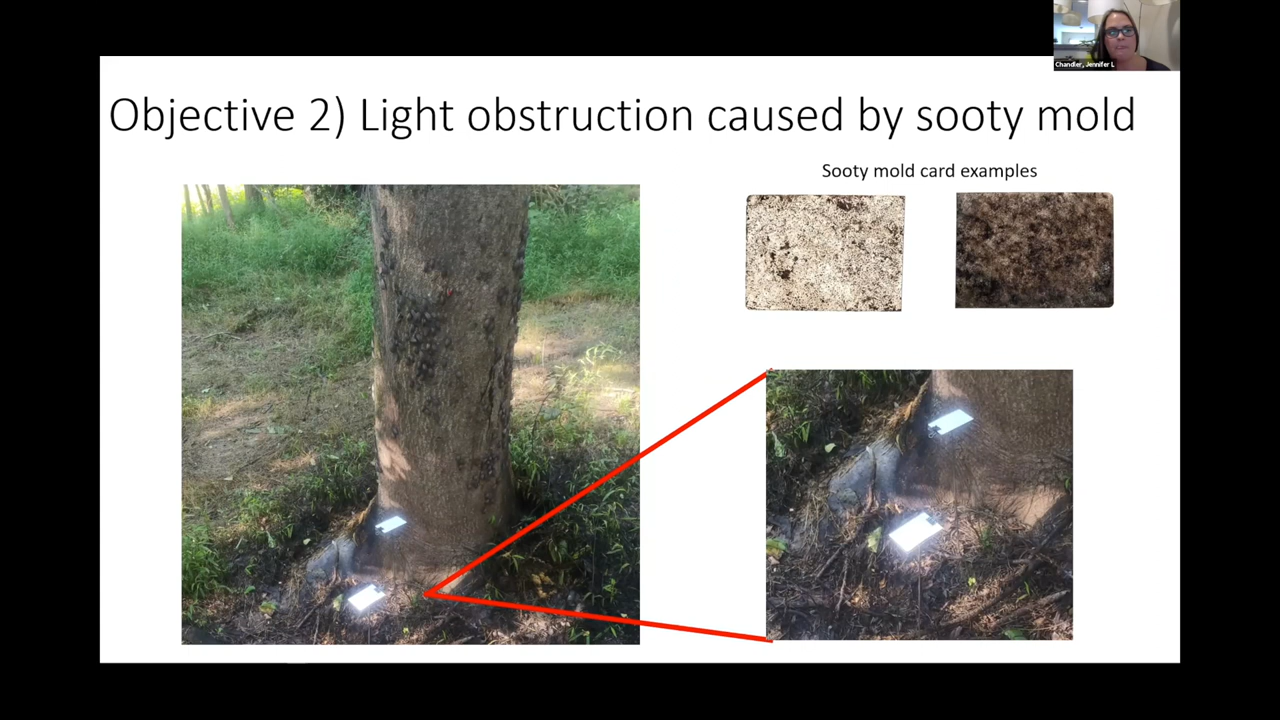 Chandler, Jennifer L
Objective 2) Light obstruction caused by sooty mold
Sooty mold card examples